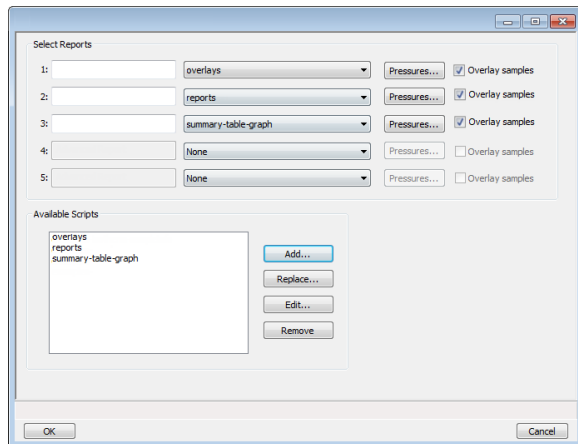 Select Reports
1: overlays Pressures... Overlay samples
2: reports Pressures... Overlay samples
3: summary-table-graph Pressures... Overlay samples
4: None Pressures... Overlay samples
5: None Pressures... Overlay samples
Available Scripts
overlays
reports
summary-table-graph
Add...
Replace...
Edit...
Remove
OK Cancel